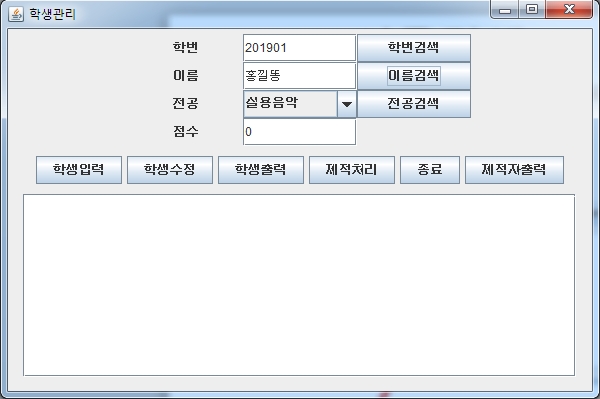 학생관리
학번 201901 학번검색
이름 홍길똥 이름검색
전공 실용음악 전공검색
점수 0
학생입력 학생수정 학생출력 제적처리 종료 제적자출력